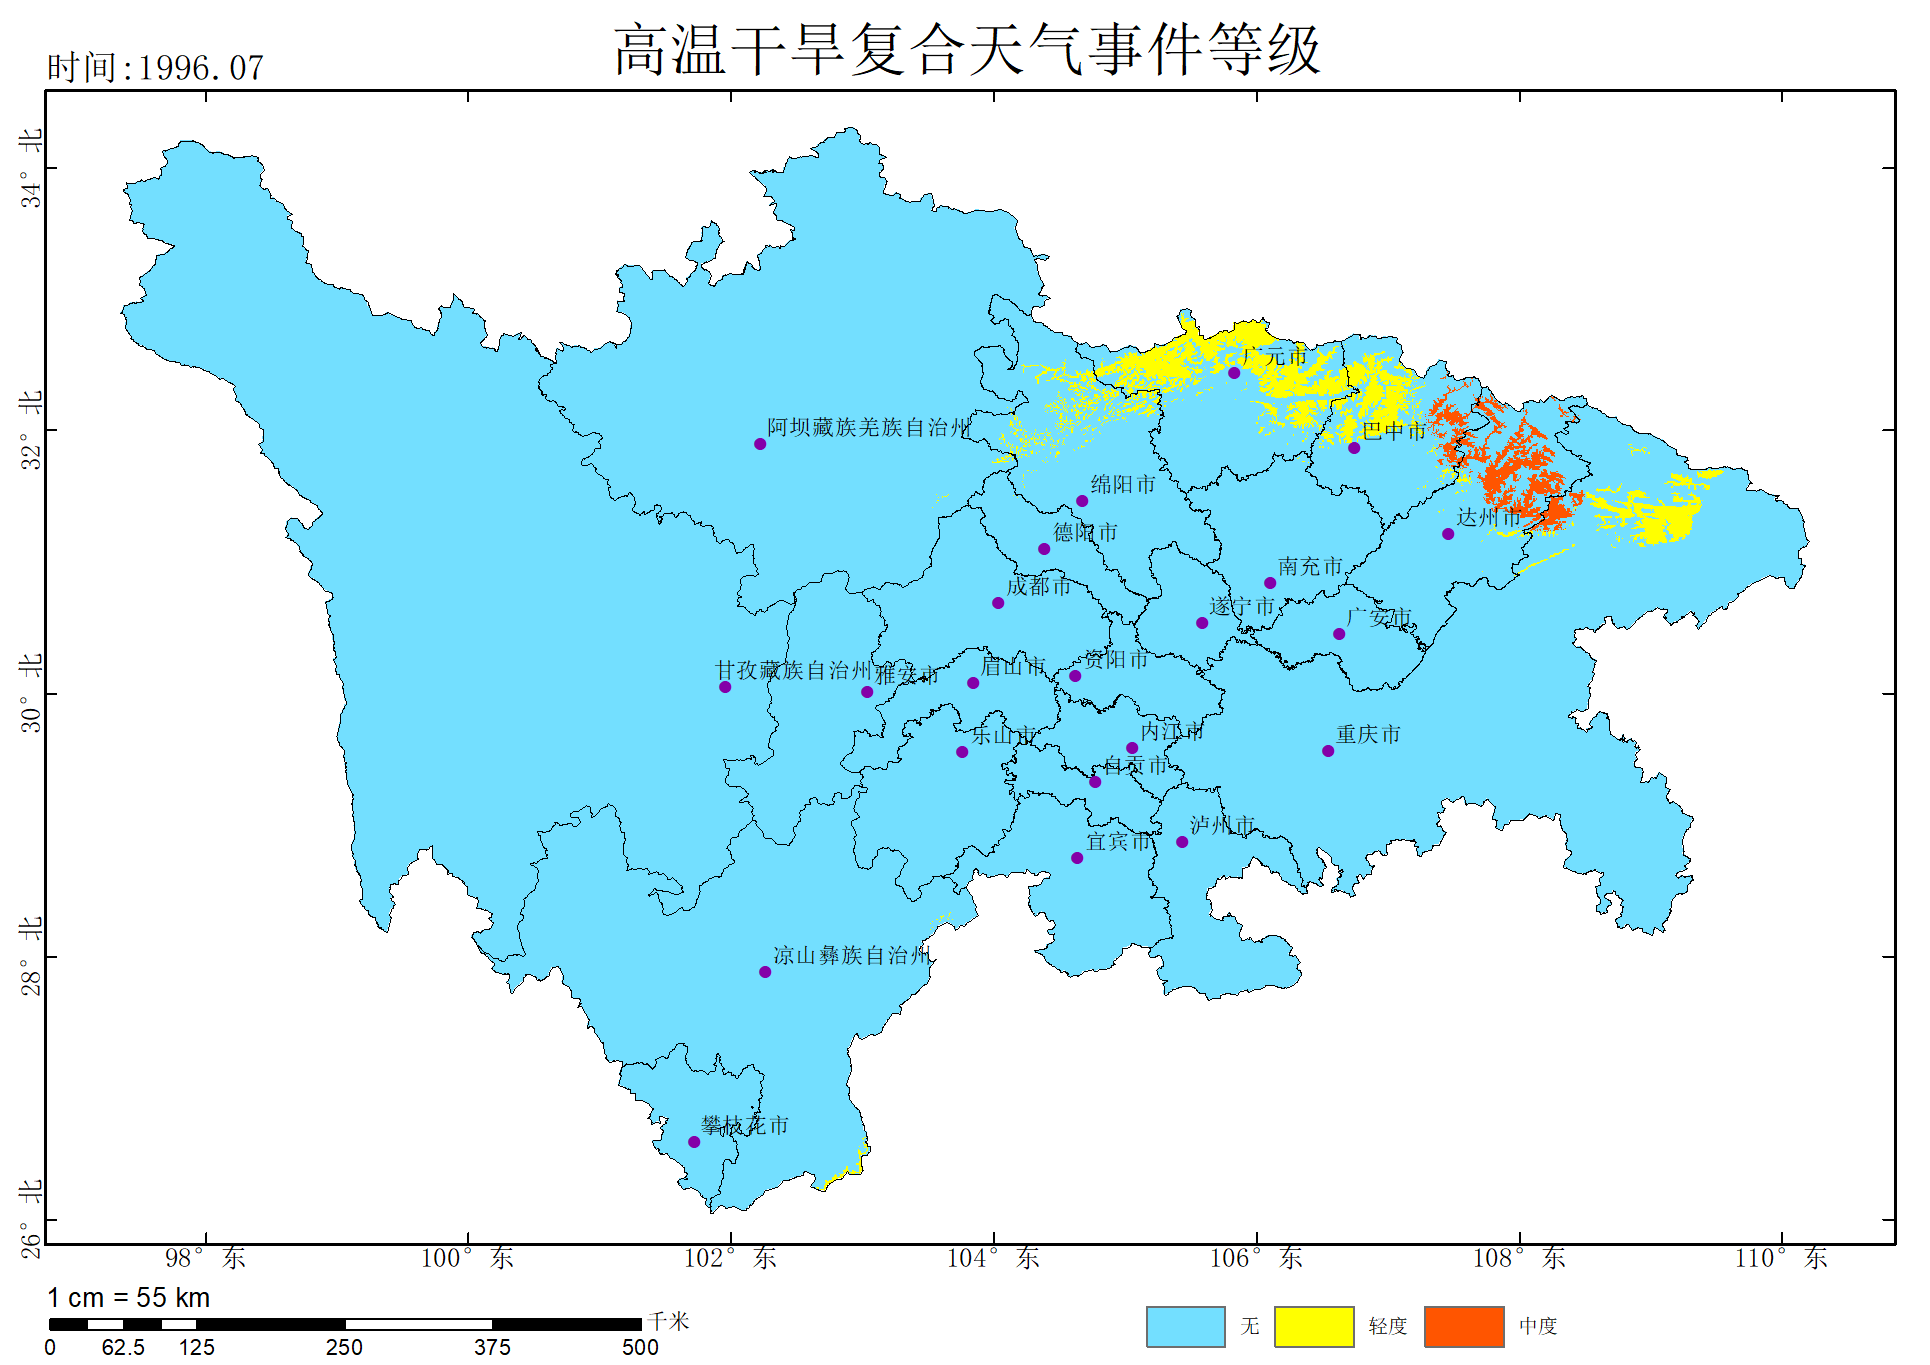 高温干旱复合天气事件等级
时间:1996.07
34° 北
32° 北
30° 北
28° 北
26° 北
广元市
阿坝藏族羌族自治州
巴中市
绵阳市
达州市
德阳市
南充市
成都市
遂宁市
广安市
甘孜藏族自治州
雅安市
眉山市
资阳市
乐山市
内江市
重庆市
自贡市
泸州市
宜宾市
凉山彝族自治州
攀枝花市
98° 东
100° 东
102° 东
104° 东
106° 东
108° 东
110° 东
1 cm = 55 km
千米
0 62.5 125 250 375 500
无
轻度
中度